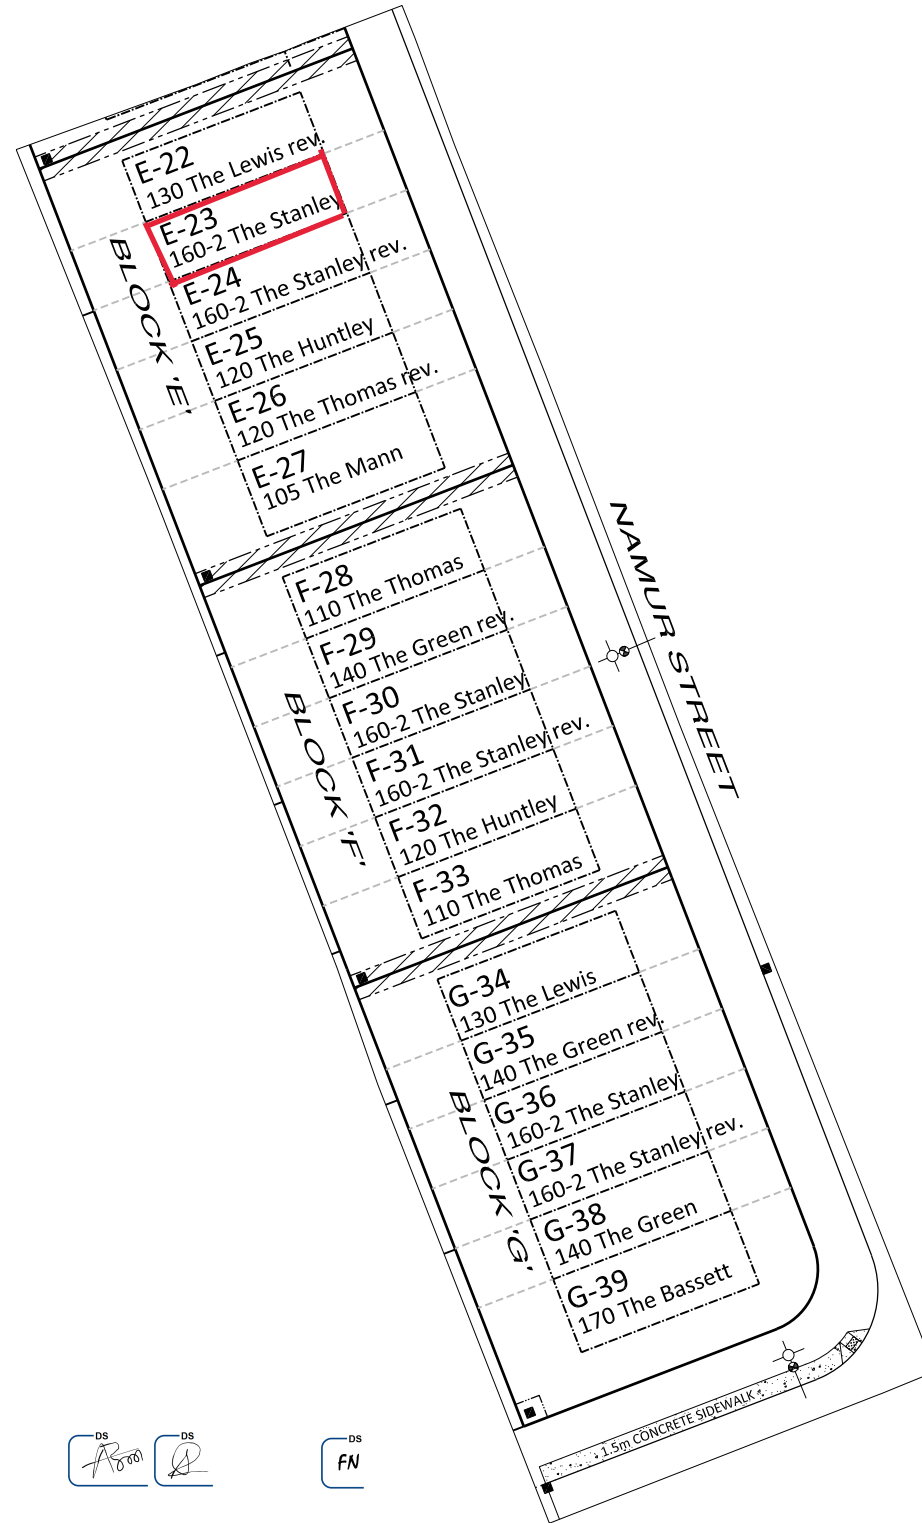 E-22
130 The Lewis rev.
E-23
160-2 The Stanley
E-24
160-2 The Stanley rev.
E-25
120 The Huntley
E-26
120 The Thomas rev.
E-27
105 The Mann
BLOCK 'E'
F-28
110 The Thomas
F-29
140 The Green rev.
F-30
160-2 The Stanley
F-31
160-2 The Stanley rev.
F-32
120 The Huntley
F-33
110 The Thomas
BLOCK 'F'
NAMUR STREET
G-34
130 The Lewis
G-35
140 The Green rev.
G-36
160-2 The Stanley
G-37
160-2 The Stanley rev.
G-38
140 The Green
G-39
170 The Bassett
BLOCK 'G'
1.5m CONCRETE SIDEWALK
DS
DS
DS
FN